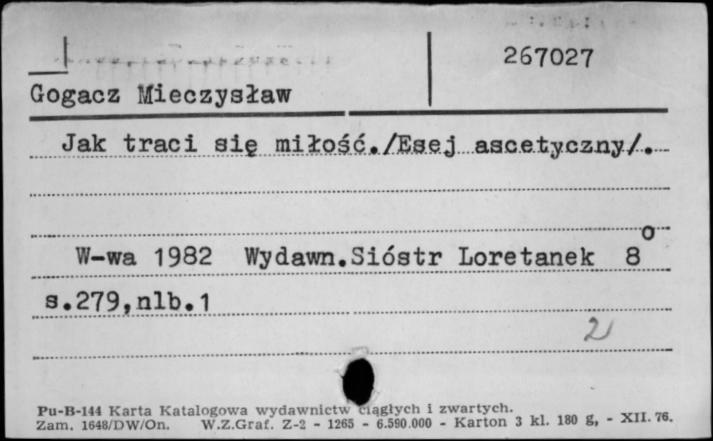 267027
Gogacz Mieczysław
Jak traci się miłość./Esej ascetyczny/.
W-wa 1982 Wydawn.Sióstr Loretanek 8º
s.279,nlb.1
2
Pu-B-144 Karta Katalogowa wydawnictw ciągłych i zwartych.
Zam. 1648/DW/On. W.Z.Graf. Z-2 - 1265 - 6.590.000 - Karton 3 kl. 180 g, - XII. 76.